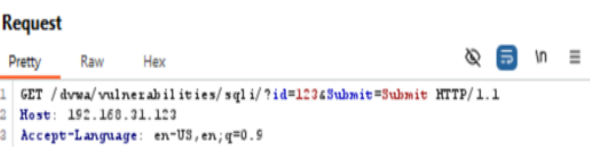 Request
Pretty Raw Hex \n
1 GET /dvwa/vulnerabilities/sqli/?id=123&Submit=Submit HTTP/1.1
2 Host: 192.168.31.123
3 Accept-Language: en-US,en;q=0.9